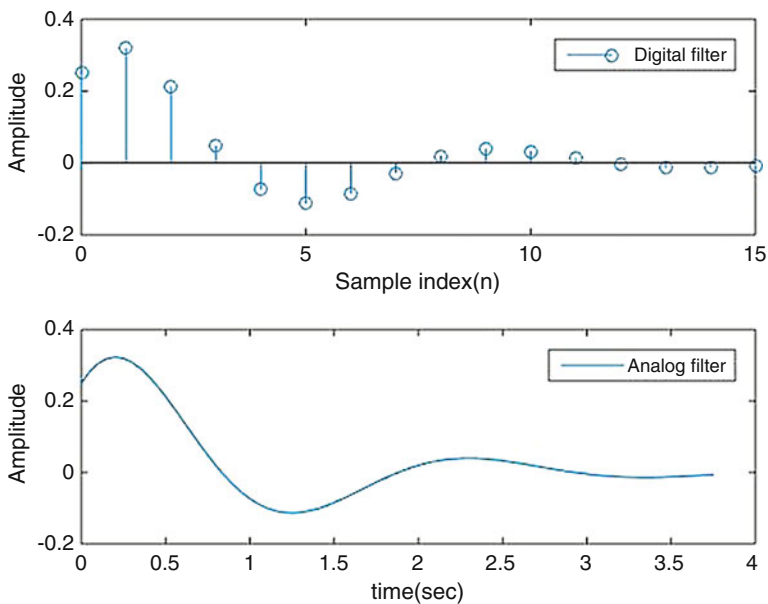 0.4
0.2
0
-0.2
Amplitude
Digital filter
0 5 10 15
Sample index(n)
0.4
0.2
0
-0.2
Amplitude
Analog filter
0 0.5 1 1.5 2 2.5 3 3.5 4
time(sec)